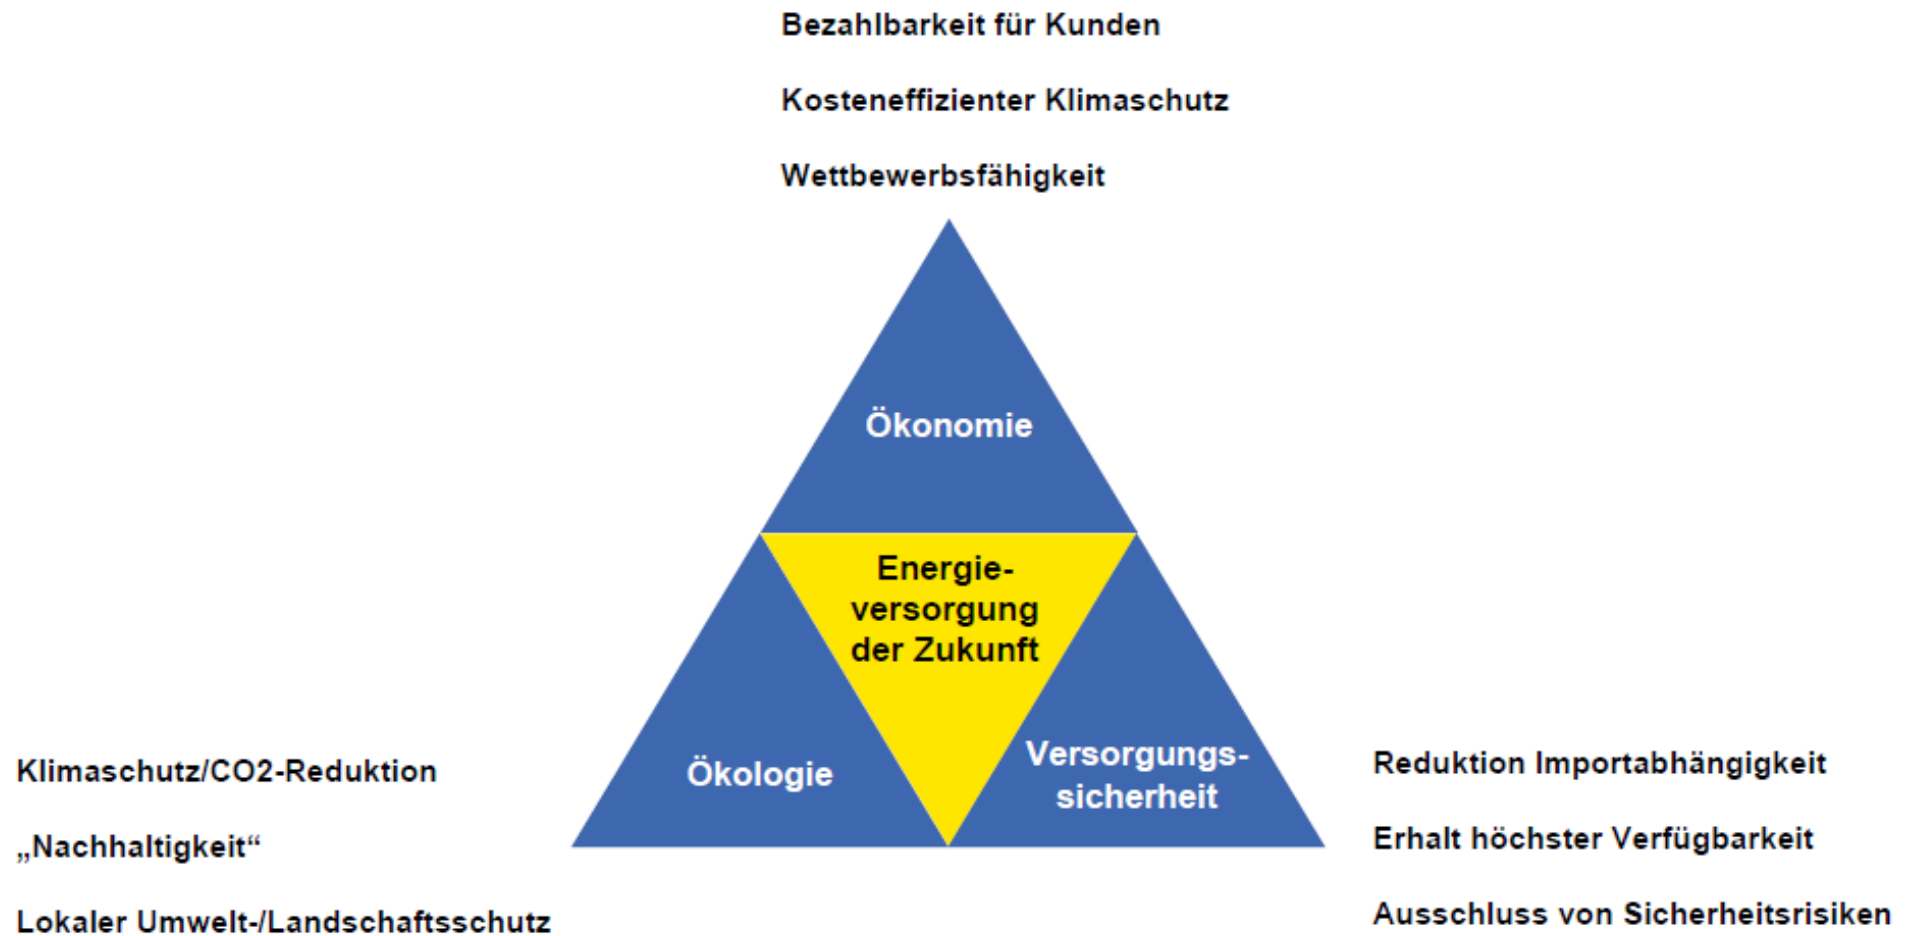 Bezahlbarkeit für Kunden
Kosteneffizienter Klimaschutz
Wettbewerbsfähigkeit
Ökonomie
Energie-
versorgung
der Zukunft
Ökologie
Versorgungs-
sicherheit
Klimaschutz/CO2-Reduktion
„Nachhaltigkeit“
Lokaler Umwelt-/Landschaftsschutz
Reduktion Importabhängigkeit
Erhalt höchster Verfügbarkeit
Ausschluss von Sicherheitsrisiken